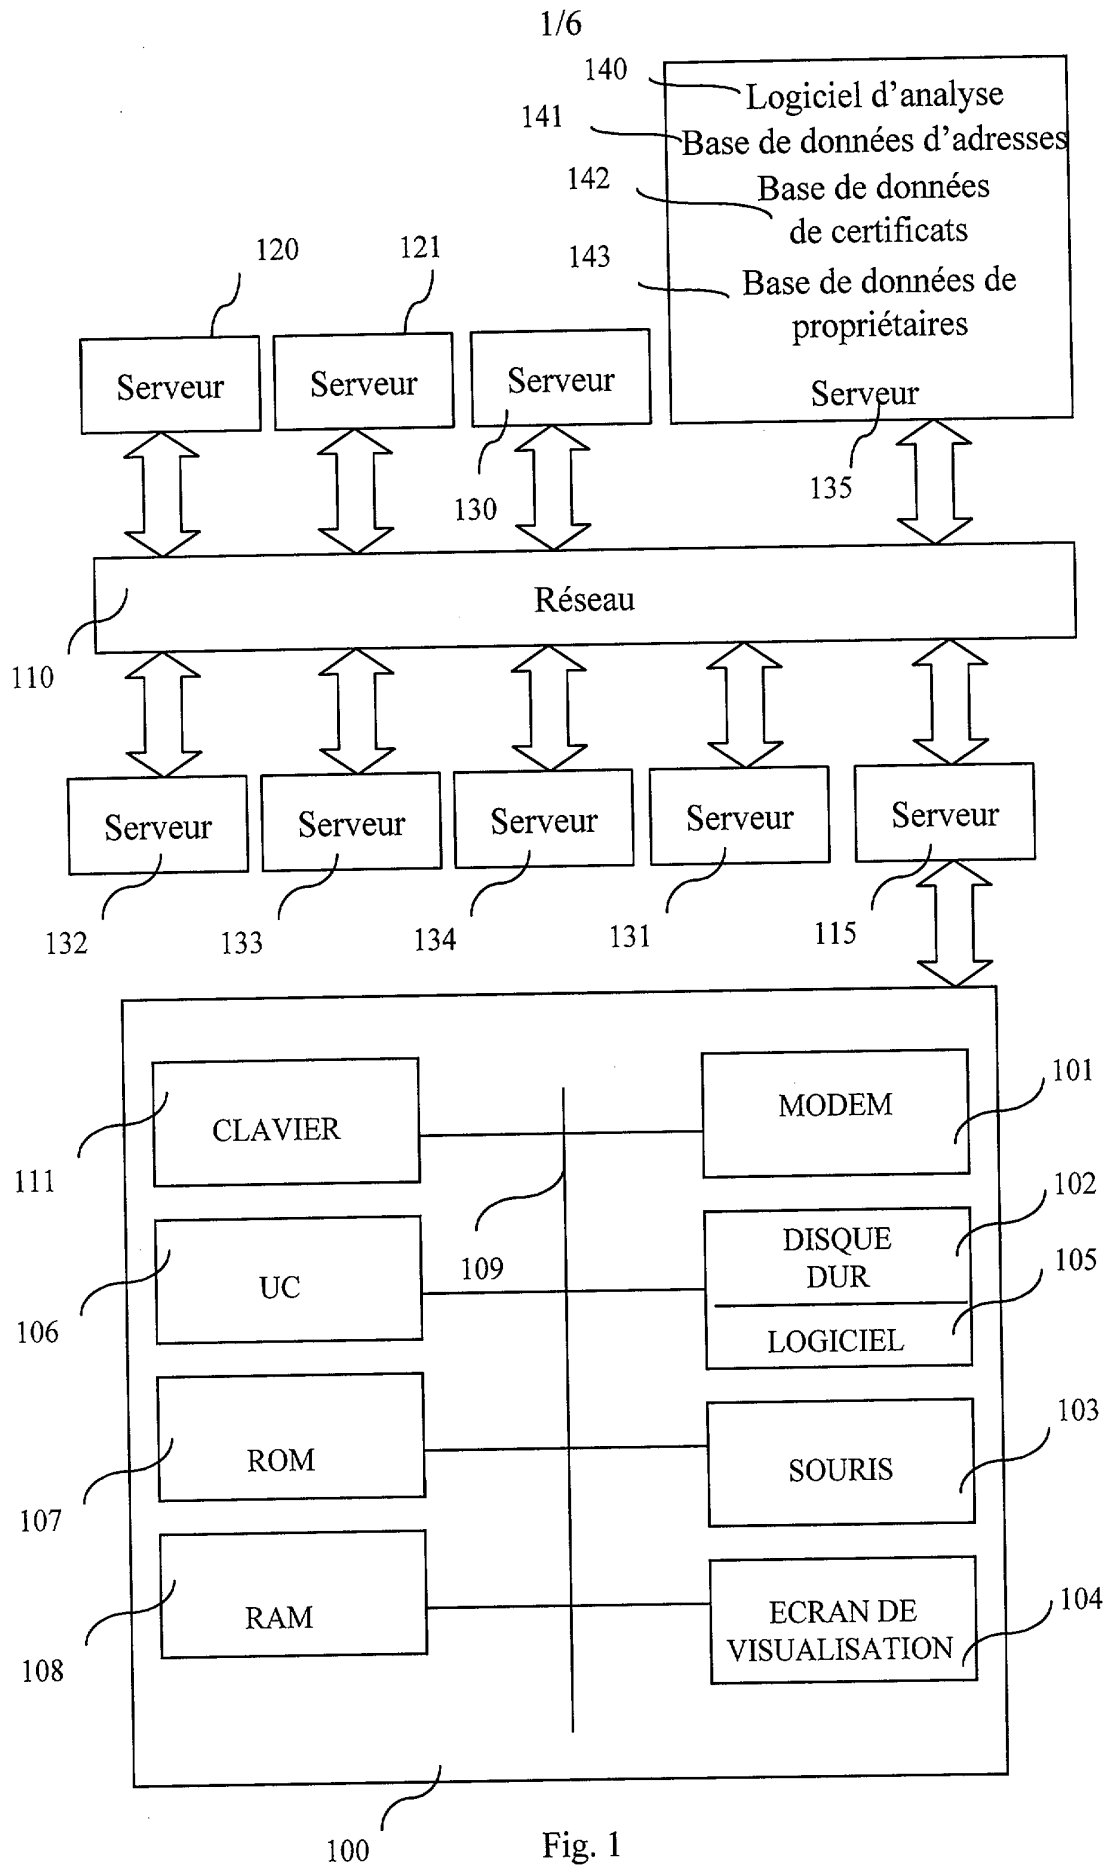 1/6
140
Logiciel d'analyse
141
Base de données d'adresses
142
Base de données
de certificats
143
Base de données de
propriétaires
120
121
Serveur
Serveur
Serveur
Serveur
130
135
Réseau
110
Serveur
Serveur
Serveur
Serveur
Serveur
132
133
134
131
115
CLAVIER
MODEM
101
111
102
DISQUE
DUR
109
105
UC
106
LOGICIEL
103
ROM
SOURIS
107
104
RAM
ECRAN DE
VISUALISATION
108
100
Fig. 1